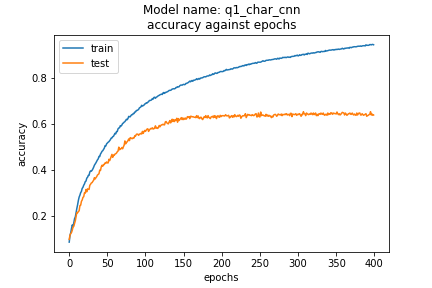 Model name: q1_char_cnn
accuracy against epochs
train
test
accuracy
0.8
0.6
0.4
0.2
0 50 100 150 200 250 300 350 400
epochs